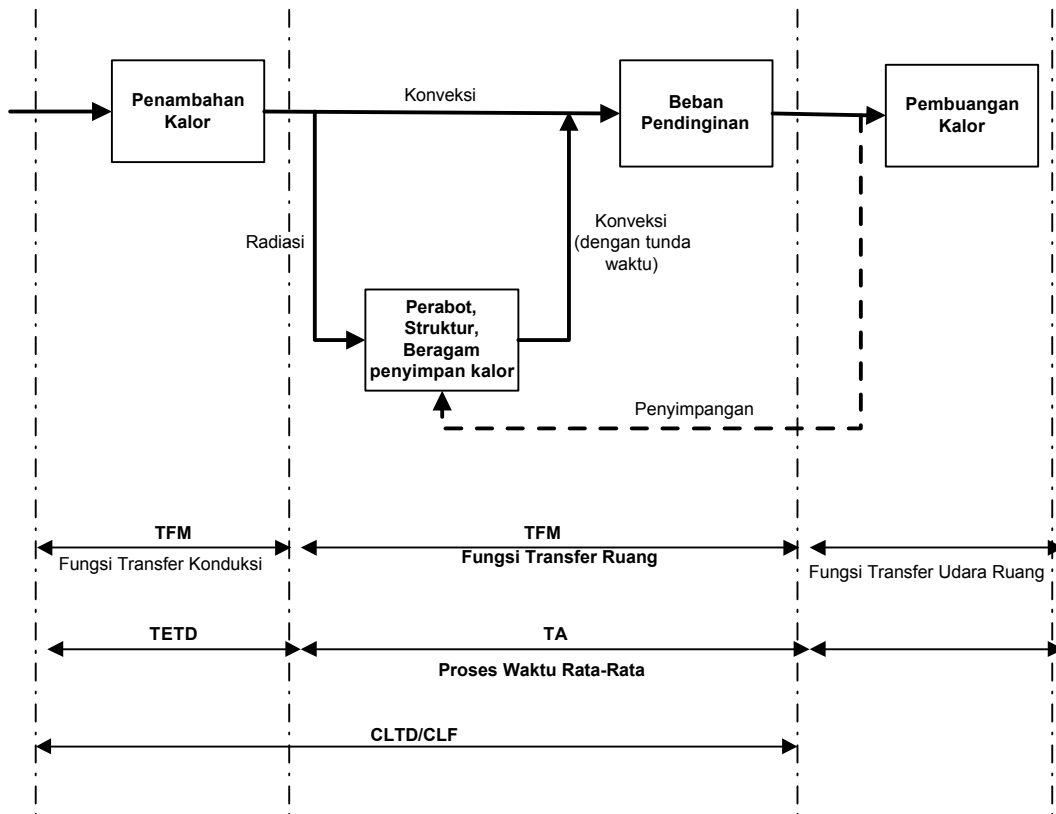 Penambahan
Kalor
Konveksi
Beban
Pendinginan
Pembuangan
Kalor
Radiasi
Konveksi
(dengan tunda
waktu)
Perabot,
Struktur,
Beragam
penyimpan kalor
Penyimpangan
TFM
Fungsi Transfer Konduksi
TFM
Fungsi Transfer Ruang
Fungsi Transfer Udara Ruang
TETD
TA
Proses Waktu Rata-Rata
CLTD/CLF